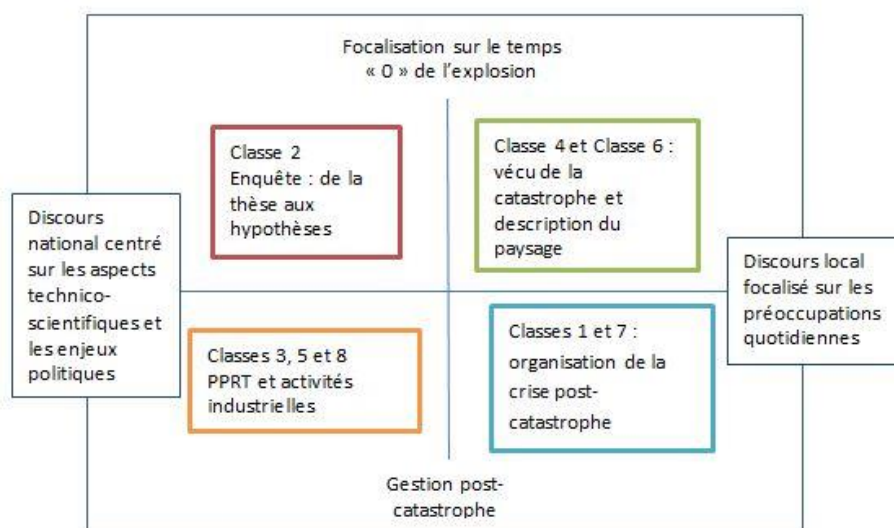 Focalisation sur le temps
« 0 » de l'explosion
Classe 2
Enquête : de la
thèse aux
hypothèses
Classe 4 et Classe 6 :
vécu de la
catastrophe et
description du
paysage
Discours
national centré
sur les aspects
technico-
scientifiques et
les enjeux
politiques
Discours local
focalisé sur les
préoccupations
quotidiennes
Classes 3, 5 et 8
PPRT et activités
industrielles
Classes 1 et 7 :
organisation de la
crise post-
catastrophe
Gestion post-
catastrophe